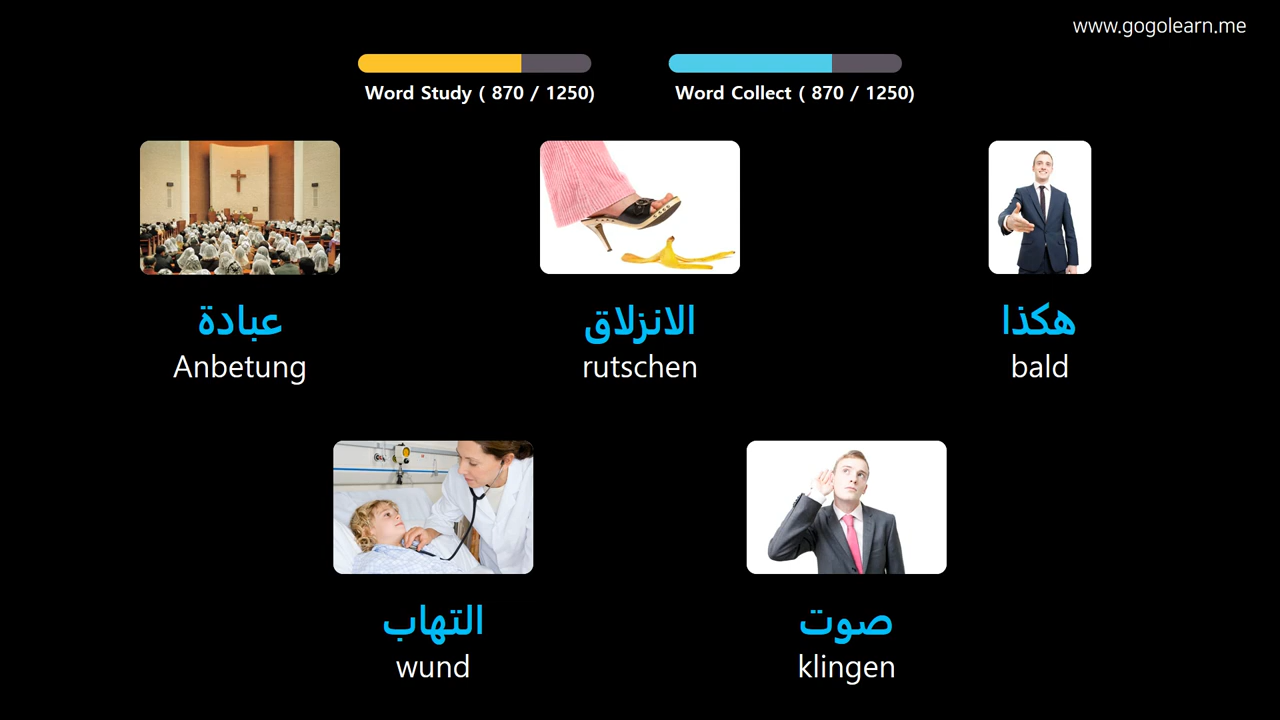 www.gogolearn.me
Word Study ( 870 / 1250)
Word Collect ( 870 / 1250)
عبادة
Anbetung
الانزلاق
rutschen
هكذا
bald
التهاب
wund
صوت
klingen